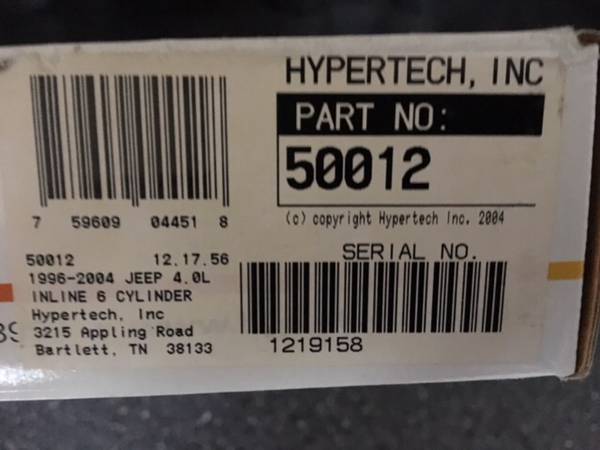 HYPERTECH, INC
PART NO:
50012
(c) copyright Hypertech Inc. 2004
7 59609 04451 8
50012 12.17.56
1996-2004 JEEP 4.0L
INLINE 6 CYLINDER
Hypertech, Inc
3215 Appling Road
Bartlett, TN 38133
SERIAL NO.
1219158